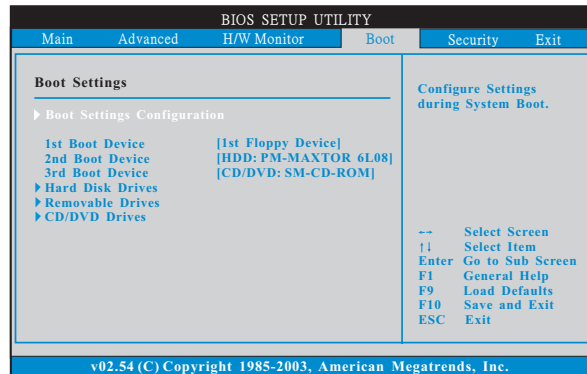 BIOS SETUP UTILITY
Main Advanced H/W Monitor Boot Security Exit
Boot Settings
Boot Settings Configuration
1st Boot Device [1st Floppy Device]
2nd Boot Device [HDD: PM-MAXTOR 6L08]
3rd Boot Device [CD/DVD: SM-CD-ROM]
Hard Disk Drives
Removable Drives
CD/DVD Drives
Configure Settings
during System Boot.
←→ Select Screen
↑↓ Select Item
Enter Go to Sub Screen
F1 General Help
F9 Load Defaults
F10 Save and Exit
ESC Exit
v02.54 (C) Copyright 1985-2003, American Megatrends, Inc.